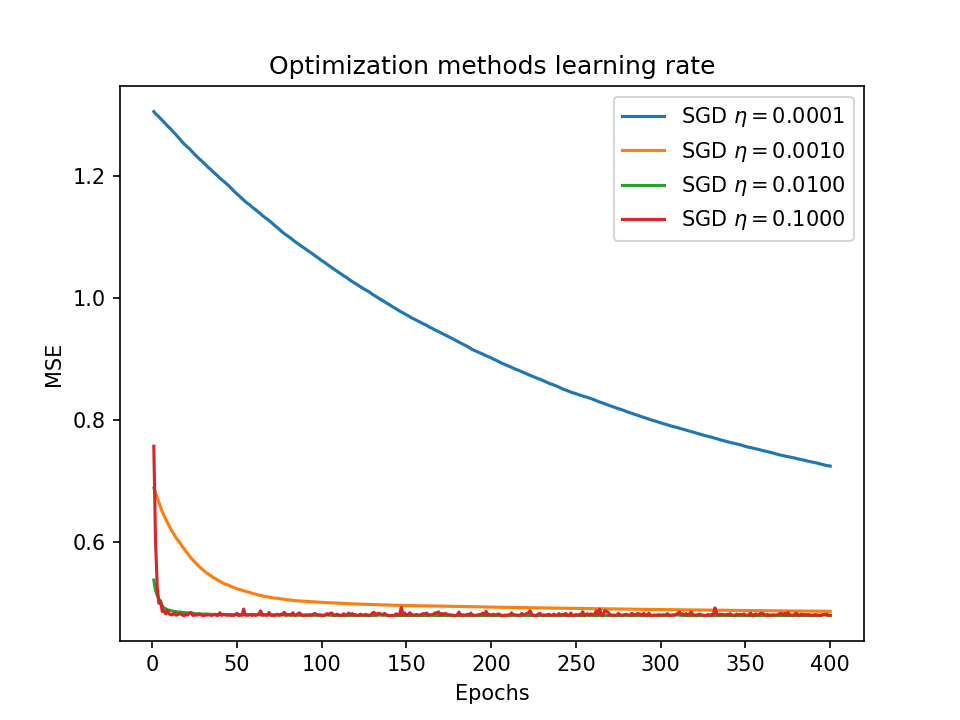 Optimization methods learning rate
SGD η = 0.0001
SGD η = 0.0010
SGD η = 0.0100
SGD η = 0.1000
MSE
1.2
1.0
0.8
0.6
0 50 100 150 200 250 300 350 400
Epochs